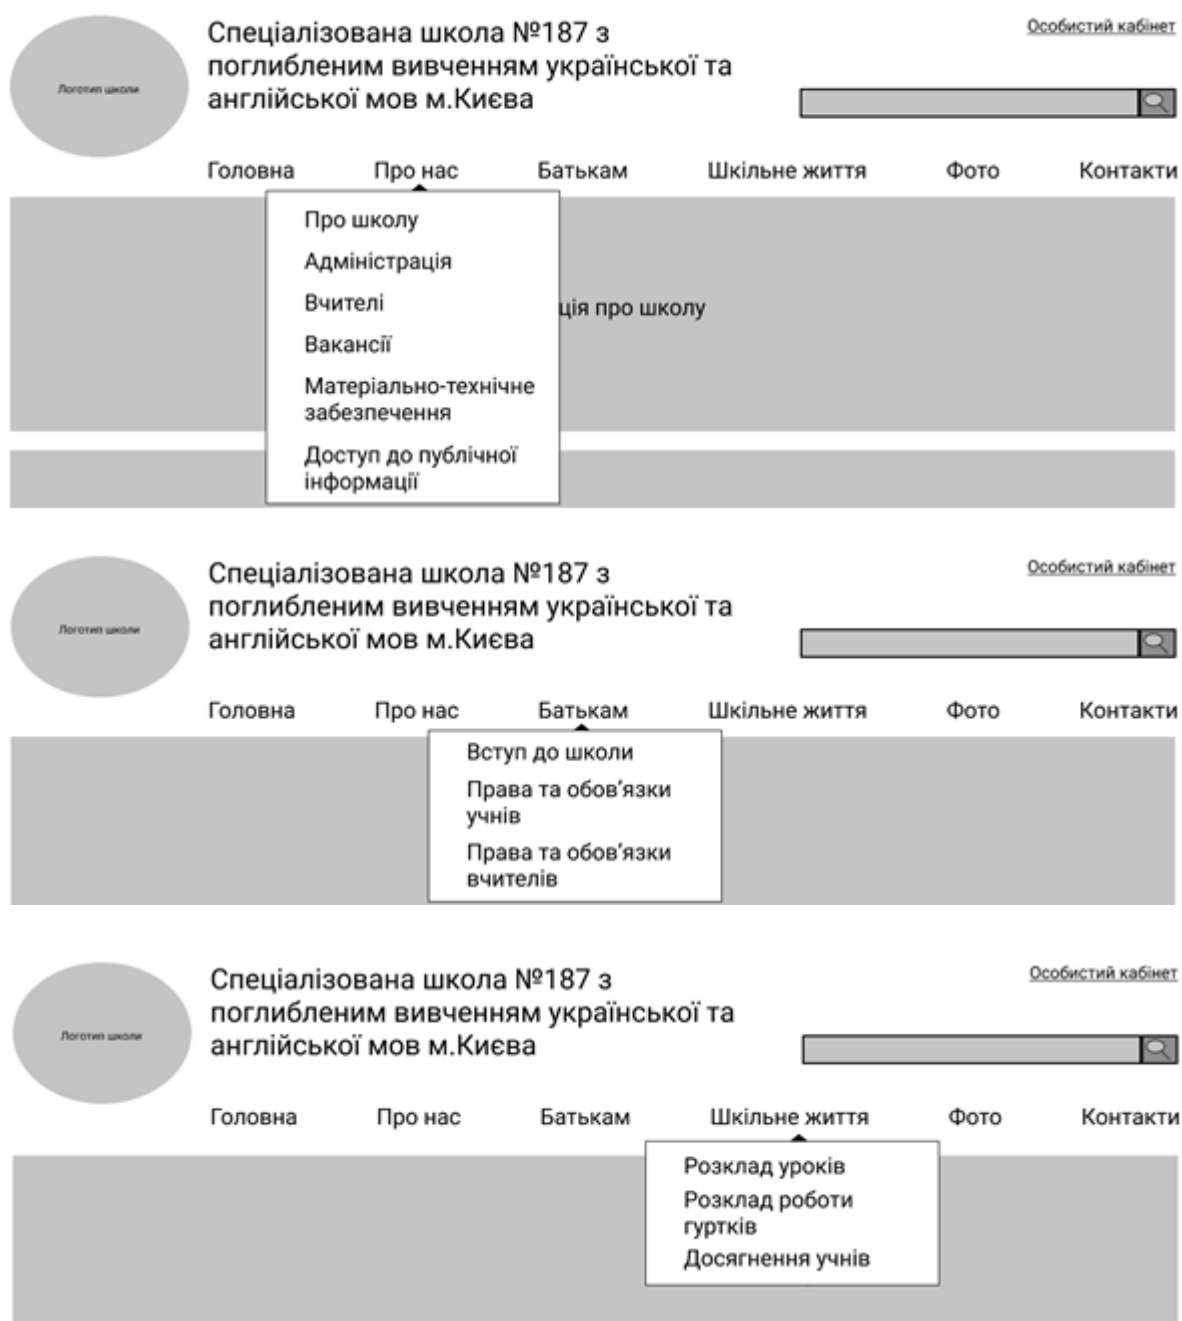 Спеціалізована школа №187 з
поглибленим вивченням української та
англійської мов м.Києва
Особистий кабінет
Логотип школи
Головна Про нас Батькам Шкільне життя Фото Контакти
Про школу
Адміністрація
Вчителі
ція про школу
Вакансії
Матеріально-технічне
забезпечення
Доступ до публічної
інформації
Спеціалізована школа №187 з
поглибленим вивченням української та
англійської мов м.Києва
Особистий кабінет
Логотип школи
Головна Про нас Батькам Шкільне життя Фото Контакти
Вступ до школи
Права та обов’язки
учнів
Права та обов’язки
вчителів
Спеціалізована школа №187 з
поглибленим вивченням української та
англійської мов м.Києва
Особистий кабінет
Логотип школи
Головна Про нас Батькам Шкільне життя Фото Контакти
Розклад уроків
Розклад роботи
гуртків
Досягнення учнів